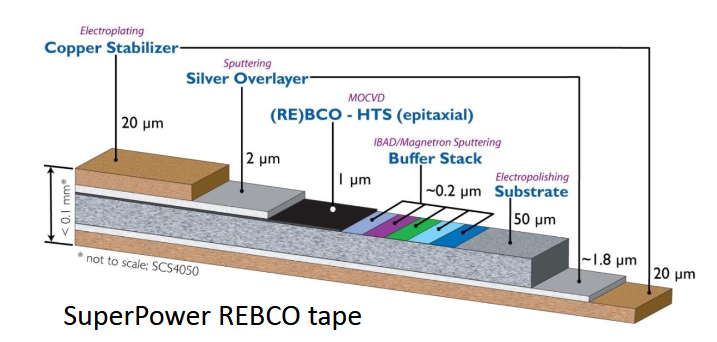 Electroplating
Copper Stabilizer
Sputtering
Silver Overlayer
MOCVD
(RE)BCO - HTS (epitaxial)
IBAD/Magnetron Sputtering
Buffer Stack
Electropolishing
Substrate
20 µm
2 µm
1 µm
~0.2 µm
50 µm
~1.8 µm
20 µm
< 0.1 mm*
* not to scale; SCS4050
SuperPower REBCO tape